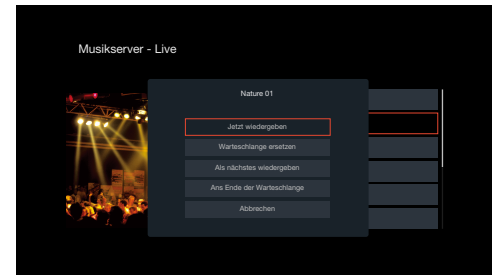 Musikserver - Live
Nature 01
Jetzt wiedergeben
Warteschlange ersetzen
Als nächstes wiedergeben
Ans Ende der Warteschlange
Abbrechen